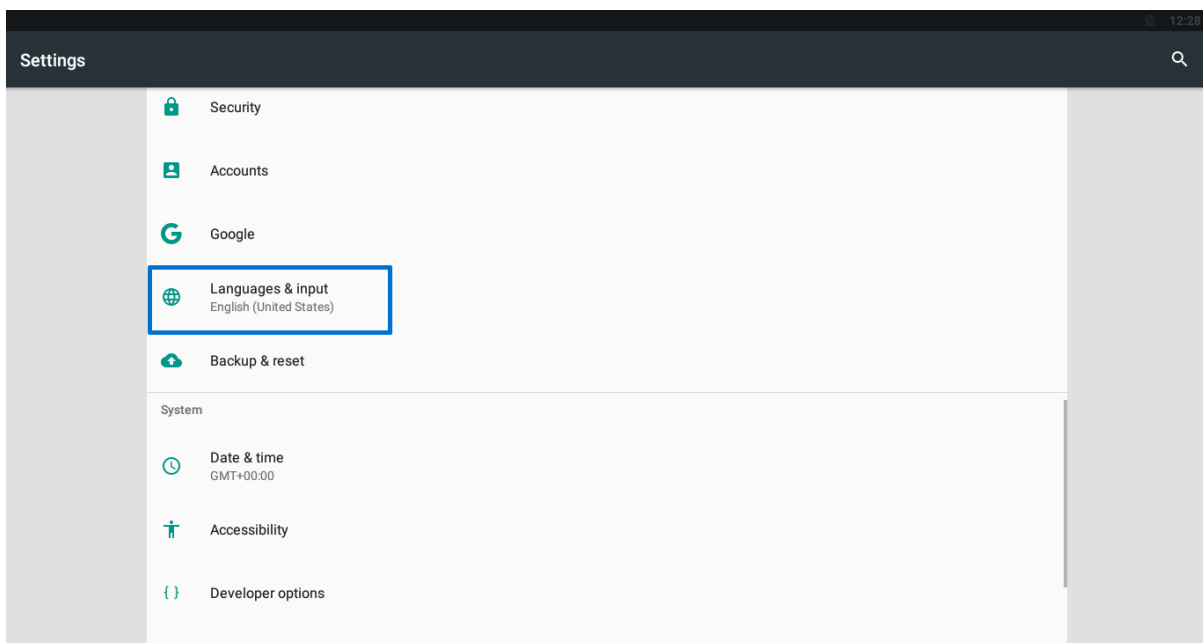 12:28
Settings
Security
Accounts
Google
Languages & input
English (United States)
Backup & reset
System
Date & time
GMT+00:00
Accessibility
{ } Developer options